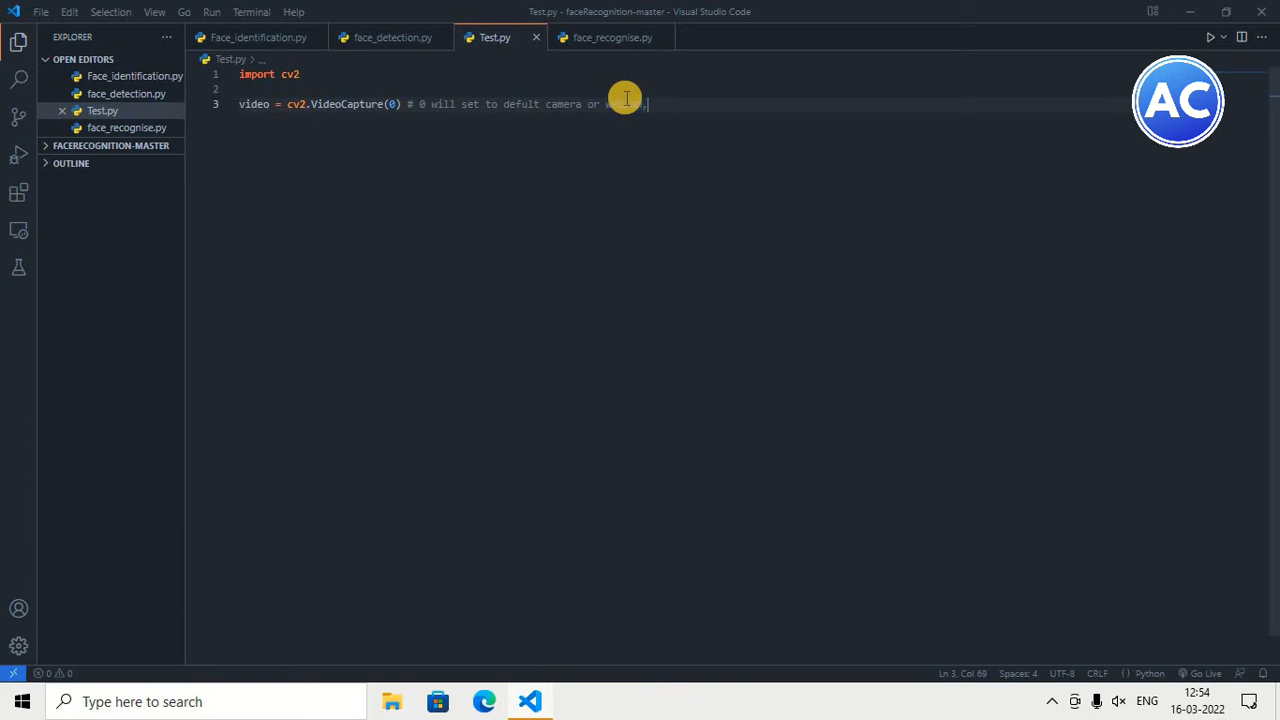 File Edit Selection View Go Run Terminal Help
Test.py - faceRecognition-master - Visual Studio Code
EXPLORER
Face_identification.py
face_detection.py
Test.py
face_recognise.py
OPEN EDITORS
Face_identification.py
face_detection.py
Test.py
face_recognise.py
FACERECOGNITION-MASTER
OUTLINE
Test.py > ...
1 import cv2
2
3 video = cv2.VideoCapture(0) # 0 will set to defult camera or
AC
0 0
Ln 3, Col 69 Spaces: 4 UTF-8 CRLF Python Go Live
Type here to search
ENG
12:54
16-03-2022